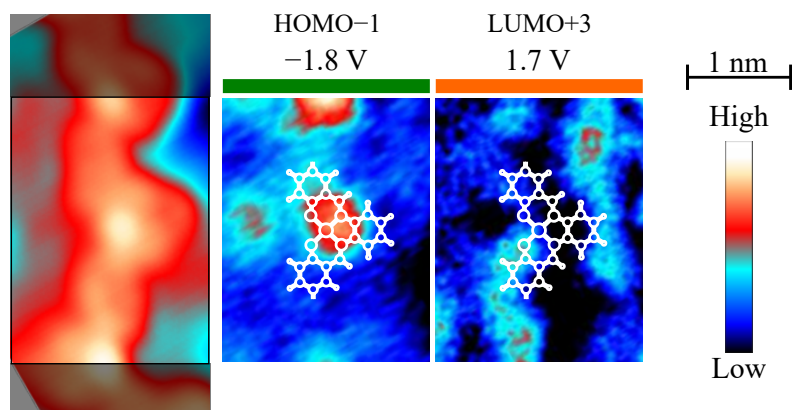 HOMO−1
−1.8 V
LUMO+3
1.7 V
1 nm
High
Low